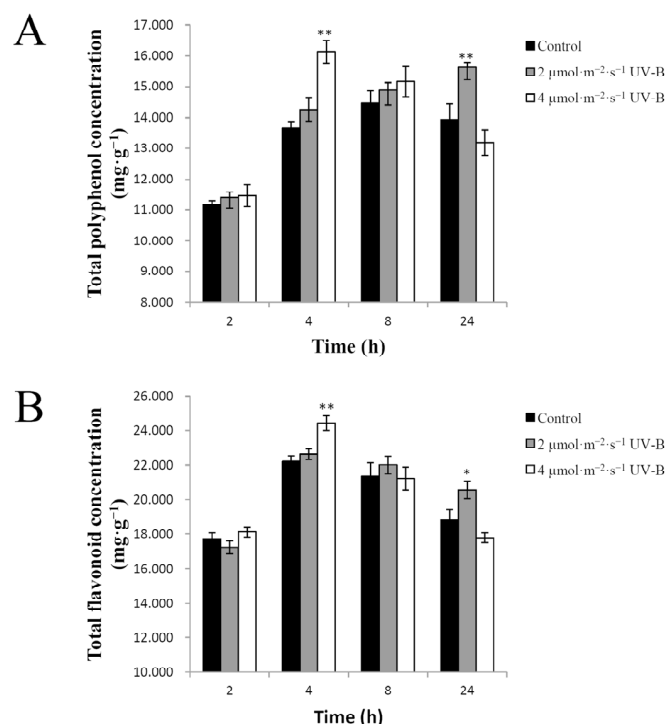 A
Total polyphenol concentration
(mg·g⁻¹)
17.000
16.000
15.000
14.000
13.000
12.000
11.000
10.000
9.000
8.000
**
**
2
4
8
24
Time (h)
Control
2 μmol·m⁻²·s⁻¹ UV-B
4 μmol·m⁻²·s⁻¹ UV-B
B
Total flavonoid concentration
(mg·g⁻¹)
26.000
24.000
22.000
20.000
18.000
16.000
14.000
12.000
10.000
**
*
2
4
8
24
Time (h)
Control
2 μmol·m⁻²·s⁻¹ UV-B
4 μmol·m⁻²·s⁻¹ UV-B